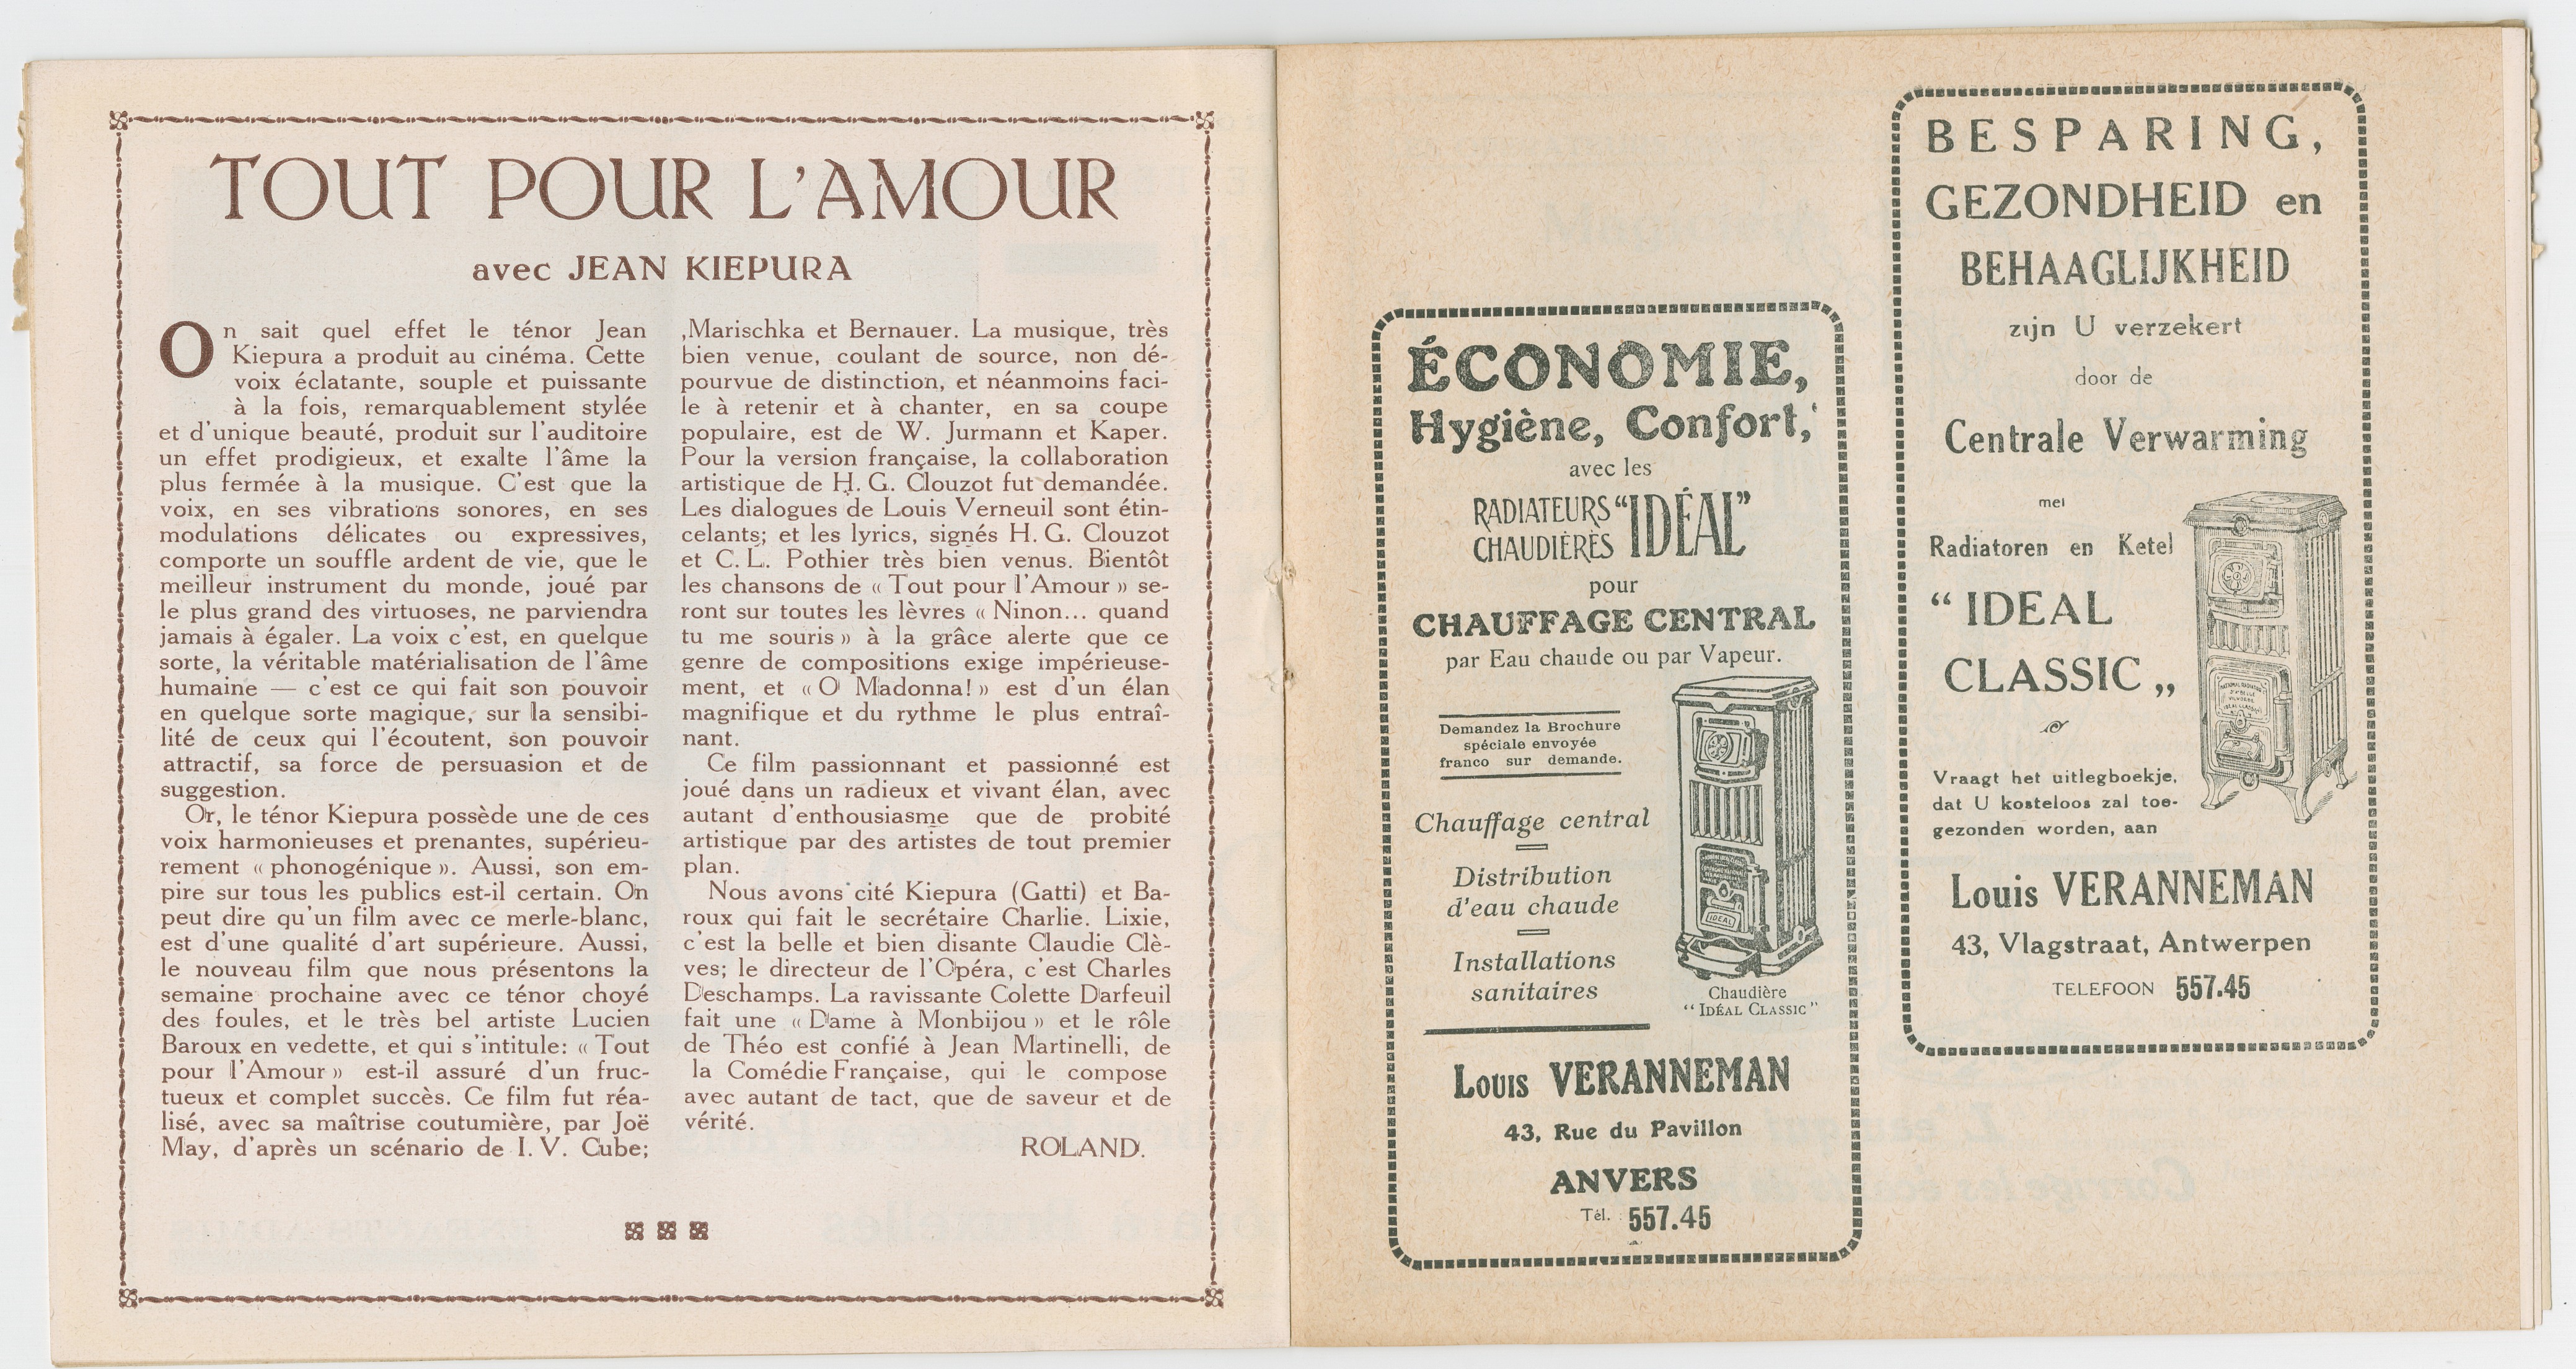 TOUT POUR L'AMOUR
avec JEAN KIEPURA
On sait quel effet le ténor Jean
Kiepura a produit au cinéma. Cette
voix éclatante, souple et puissante
à la fois, remarquablement stylée
et d'unique beauté, produit sur l'auditoire
un effet prodigieux, et exalte l'âme la
plus fermée à la musique. C'est que la
voix, en ses vibrations sonores, en ses
modulations délicates ou expressives,
comporte un souffle ardent de vie, que le
meilleur instrument du monde, joué par
le plus grand des virtuoses, ne parviendra
jamais à égaler. La voix c'est, en quelque
sorte, la véritable matérialisation de l'âme
humaine — c'est ce qui fait son pouvoir
en quelque sorte magique, sur la sensibi-
lité de ceux qui l'écoutent, son pouvoir
attractif, sa force de persuasion et de
suggestion.
Or, le ténor Kiepura possède une de ces
voix harmonieuses et prenantes, supérieu-
rement « phonogénique ». Aussi, son em-
pire sur tous les publics est-il certain. On
peut dire qu'un film avec ce merle-blanc,
est d'une qualité d'art supérieure. Aussi,
le nouveau film que nous présentons la
semaine prochaine avec ce ténor choyé
des foules, et le très bel artiste Lucien
Baroux en vedette, et qui s'intitule: « Tout
pour l'Amour » est-il assuré d'un fruc-
tueux et complet succès. Ce film fut réa-
lisé, avec sa maîtrise coutumière, par Joë
May, d'après un scénario de I. V. Cube;
,Marischka et Bernauer. La musique, très
bien venue, coulant de source, non dé-
pourvue de distinction, et néanmoins faci-
le à retenir et à chanter, en sa coupe
populaire, est de W. Jurmann et Kaper.
Pour la version française, la collaboration
artistique de H. G. Clouzot fut demandée.
Les dialogues de Louis Verneuil sont étin-
celants; et les lyrics, signés H. G. Clouzot
et C. L. Pothier très bien venus. Bientôt
les chansons de « Tout pour l'Amour » se-
ront sur toutes les lèvres « Ninon... quand
tu me souris » à la grâce alerte que ce
genre de compositions exige impérieuse-
ment, et « O Madonna! » est d'un élan
magnifique et du rythme le plus entraî-
nant.
Ce film passionnant et passionné est
joué dans un radieux et vivant élan, avec
autant d'enthousiasme que de probité
artistique par des artistes de tout premier
plan.
Nous avons cité Kiepura (Gatti) et Ba-
roux qui fait le secrétaire Charlie. Lixie,
c'est la belle et bien disante Claudie Clè-
ves; le directeur de l'Opéra, c'est Charles
Deschamps. La ravissante Colette Darfeuil
fait une « Dame à Monbijou » et le rôle
de Théo est confié à Jean Martinelli, de
la Comédie Française, qui le compose
avec autant de tact, que de saveur et de
vérité.
ROLAND.
ÉCONOMIE,
Hygiène, Confort,
avec les
RADIATEURS "IDÉAL"
CHAUDIÈRES
pour
CHAUFFAGE CENTRAL
par Eau chaude ou par Vapeur.
Demandez la Brochure
spéciale envoyée
franco sur demande.
Chauffage central
Distribution
d'eau chaude
Installations
sanitaires
IDEAL
Chaudière
"IDÉAL CLASSIC"
Louis VERANNEMAN
43, Rue du Pavillon
ANVERS
Tél. 557.45
BESPARING,
GEZONDHEID en
BEHAAGLIJKHEID
zijn U verzekert
door de
Centrale Verwarming
met
Radiatoren en Ketel
"IDEAL
CLASSIC„
Vraagt het uitlegboekje,
dat U kosteloos zal toe-
gezonden worden, aan
Louis VERANNEMAN
43, Vlagstraat, Antwerpen
TELEFOON 557.45